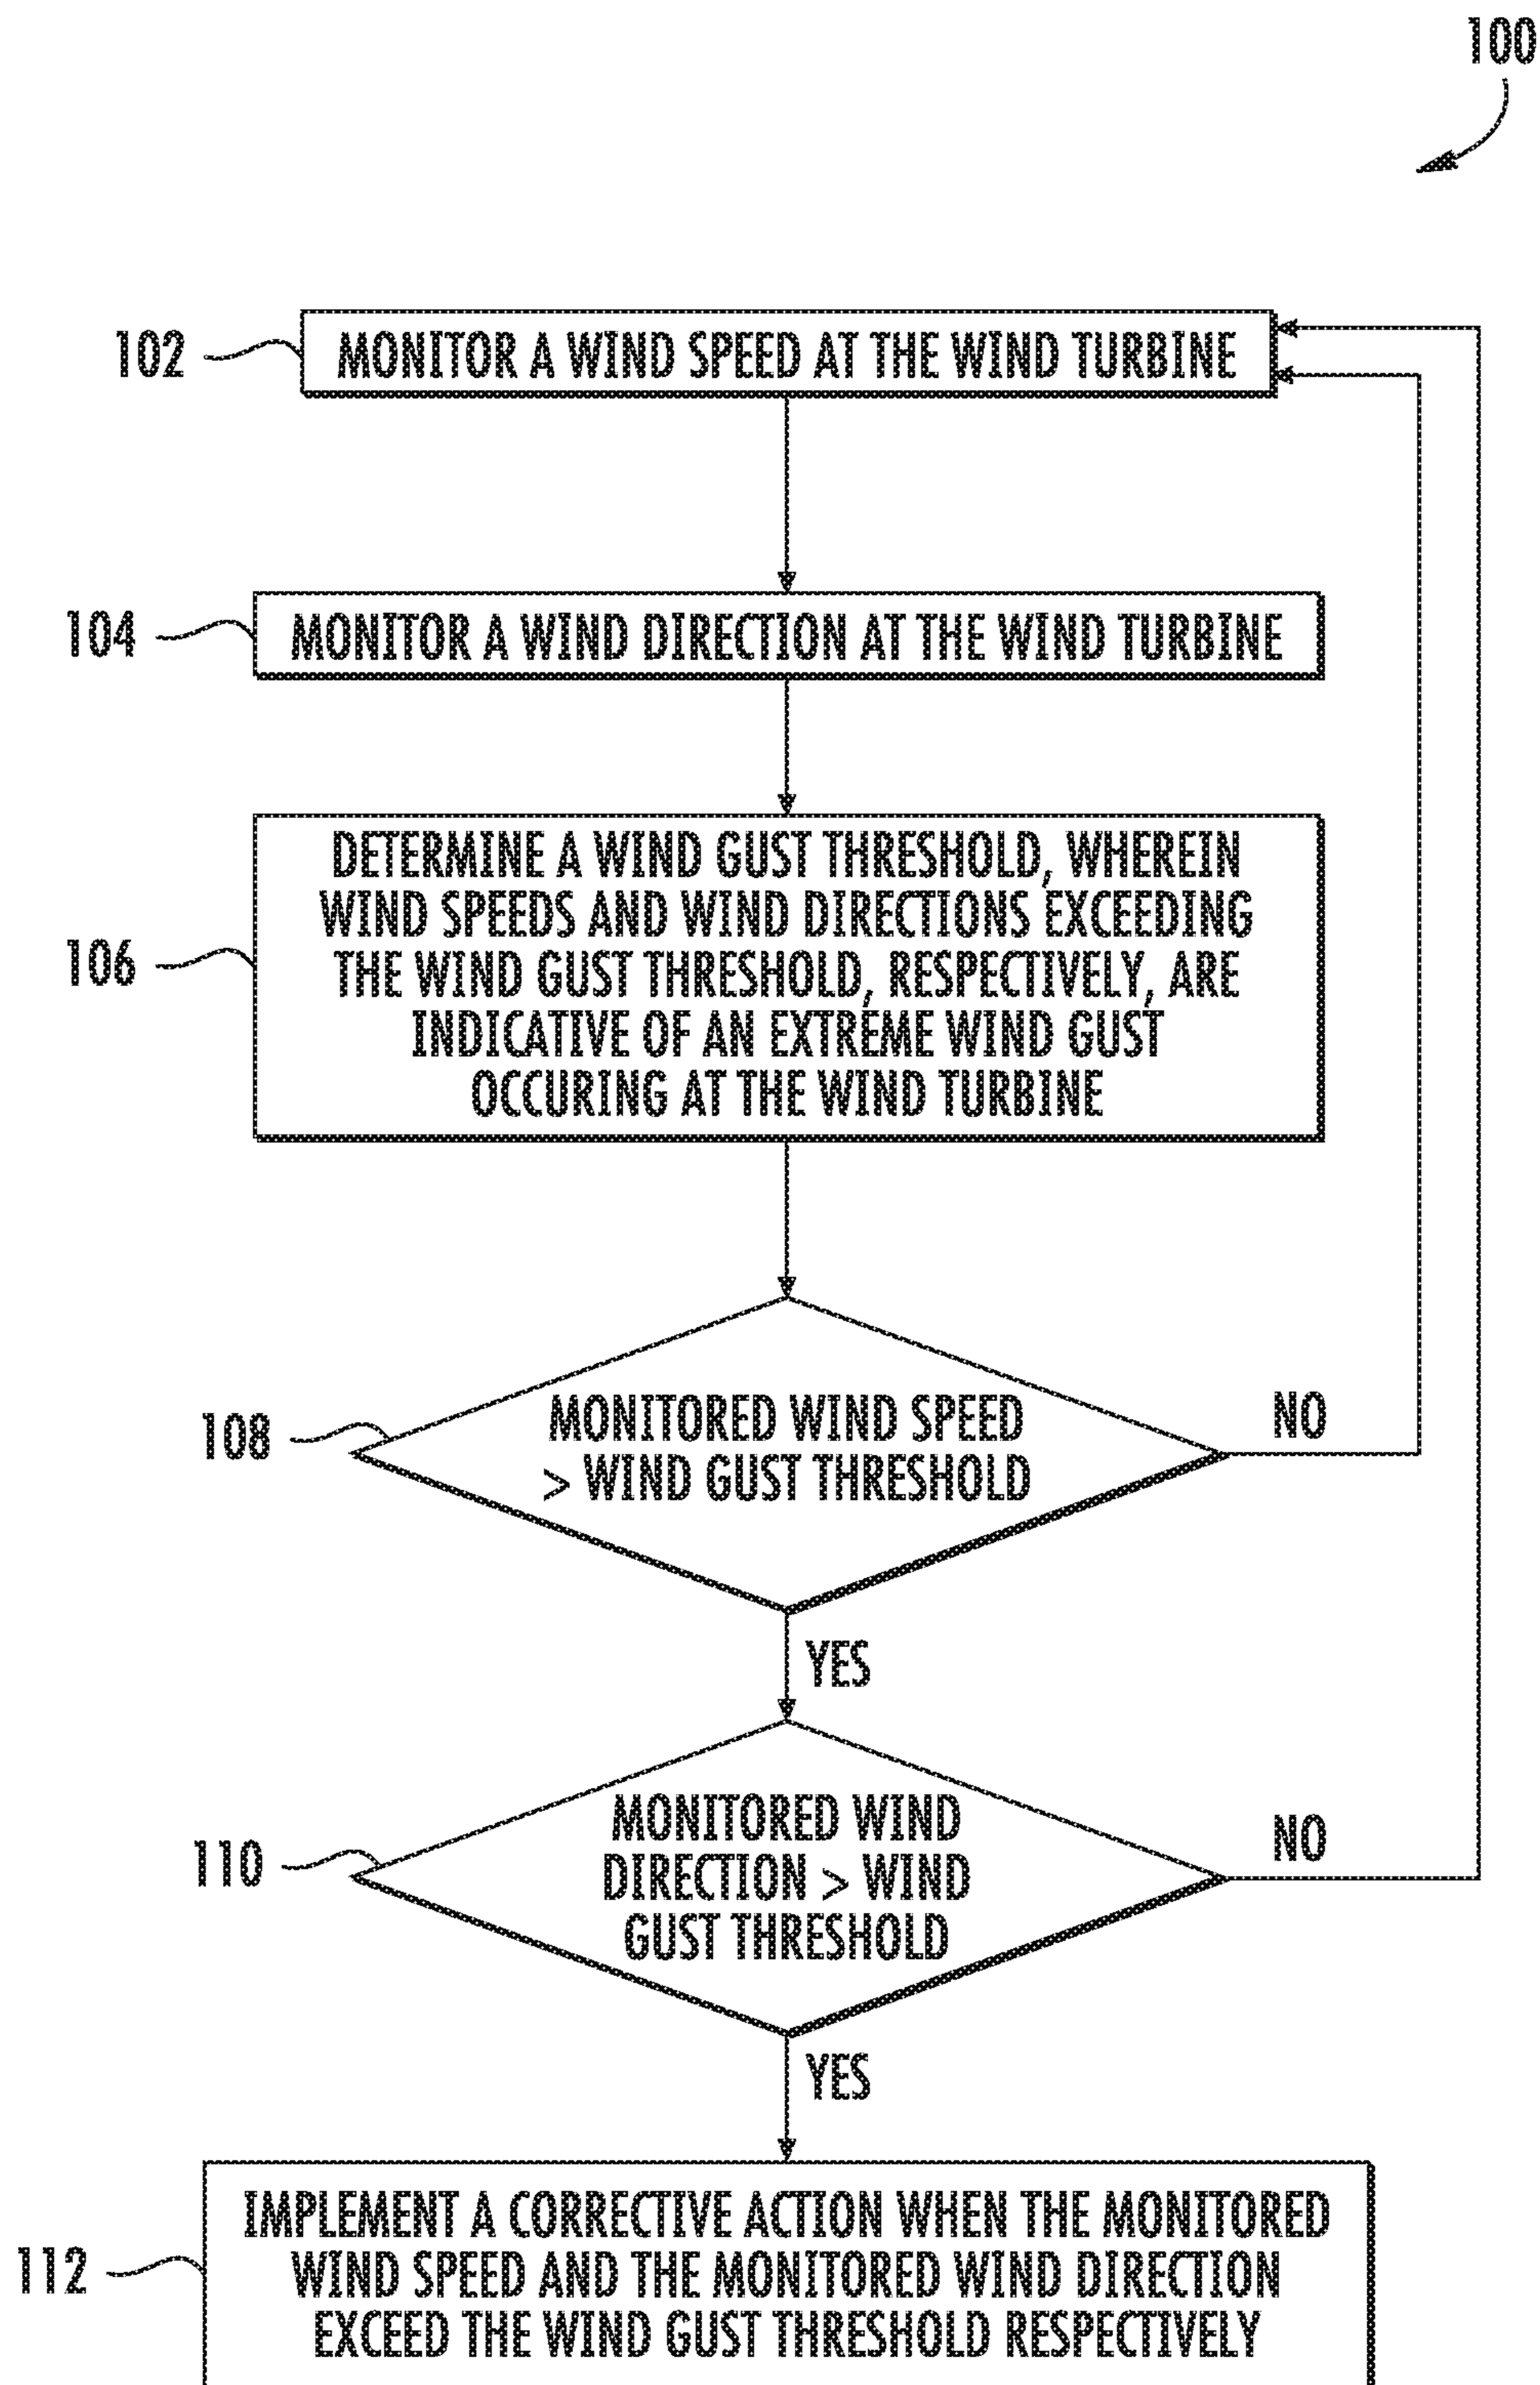 100
102
MONITOR A WIND SPEED AT THE WIND TURBINE
104
MONITOR A WIND DIRECTION AT THE WIND TURBINE
106
DETERMINE A WIND GUST THRESHOLD, WHEREIN
WIND SPEEDS AND WIND DIRECTIONS EXCEEDING
THE WIND GUST THRESHOLD, RESPECTIVELY, ARE
INDICATIVE OF AN EXTREME WIND GUST
OCCURING AT THE WIND TURBINE
108
MONITORED WIND SPEED
> WIND GUST THRESHOLD
NO
YES
110
MONITORED WIND
DIRECTION > WIND
GUST THRESHOLD
NO
YES
112
IMPLEMENT A CORRECTIVE ACTION WHEN THE MONITORED
WIND SPEED AND THE MONITORED WIND DIRECTION
EXCEED THE WIND GUST THRESHOLD RESPECTIVELY